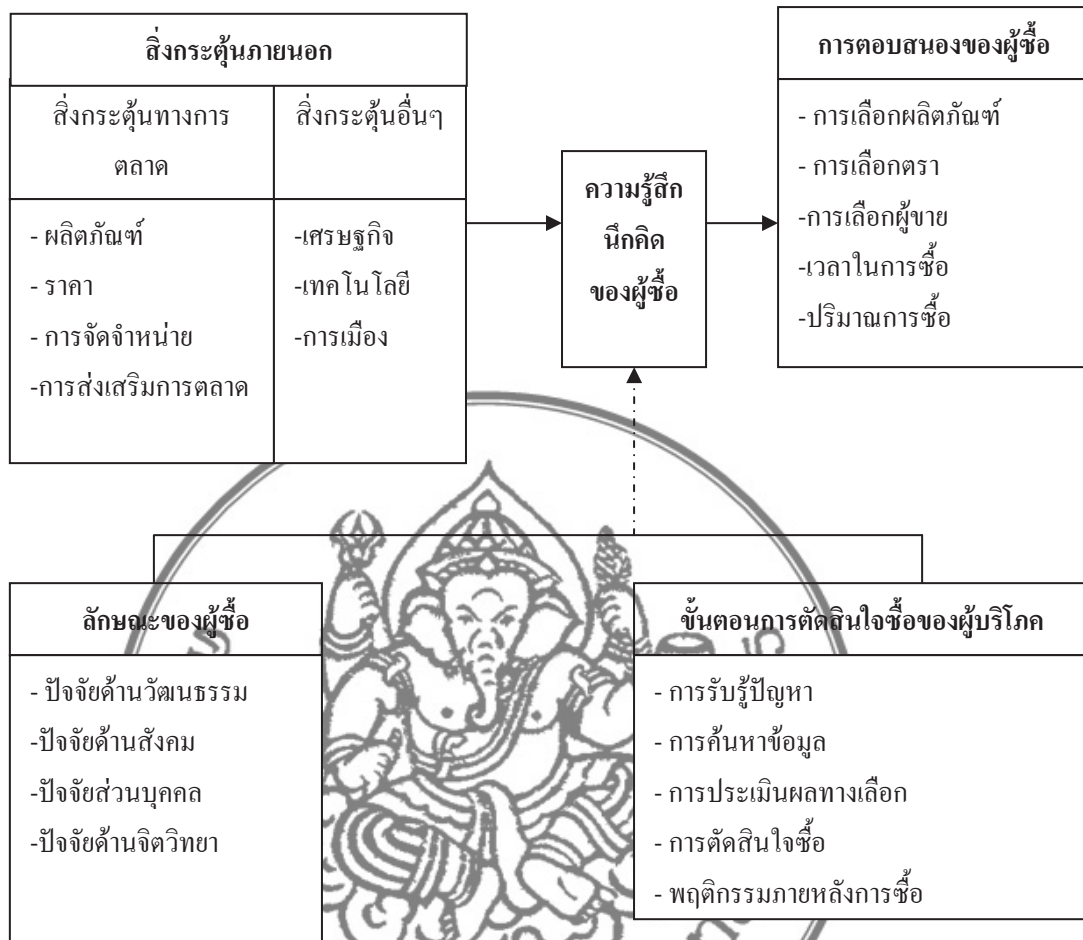 สิ่งกระตุ้นภายนอก
สิ่งกระตุ้นทางการ
ตลาด
สิ่งกระตุ้นอื่นๆ
- ผลิตภัณฑ์
- ราคา
- การจัดจำหน่าย
-การส่งเสริมการตลาด
-เศรษฐกิจ
-เทคโนโลยี
-การเมือง
ความรู้สึก
นึกคิด
ของผู้ซื้อ
การตอบสนองของผู้ซื้อ
- การเลือกผลิตภัณฑ์
- การเลือกตรา
-การเลือกผู้ขาย
-เวลาในการซื้อ
-ปริมาณการซื้อ
ลักษณะของผู้ซื้อ
- ปัจจัยด้านวัฒนธรรม
-ปัจจัยด้านสังคม
-ปัจจัยส่วนบุคคล
-ปัจจัยด้านจิตวิทยา
ขั้นตอนการตัดสินใจซื้อของผู้บริโภค
- การรับรู้ปัญหา
- การค้นหาข้อมูล
- การประเมินผลทางเลือก
- การตัดสินใจซื้อ
- พฤติกรรมภายหลังการซื้อ